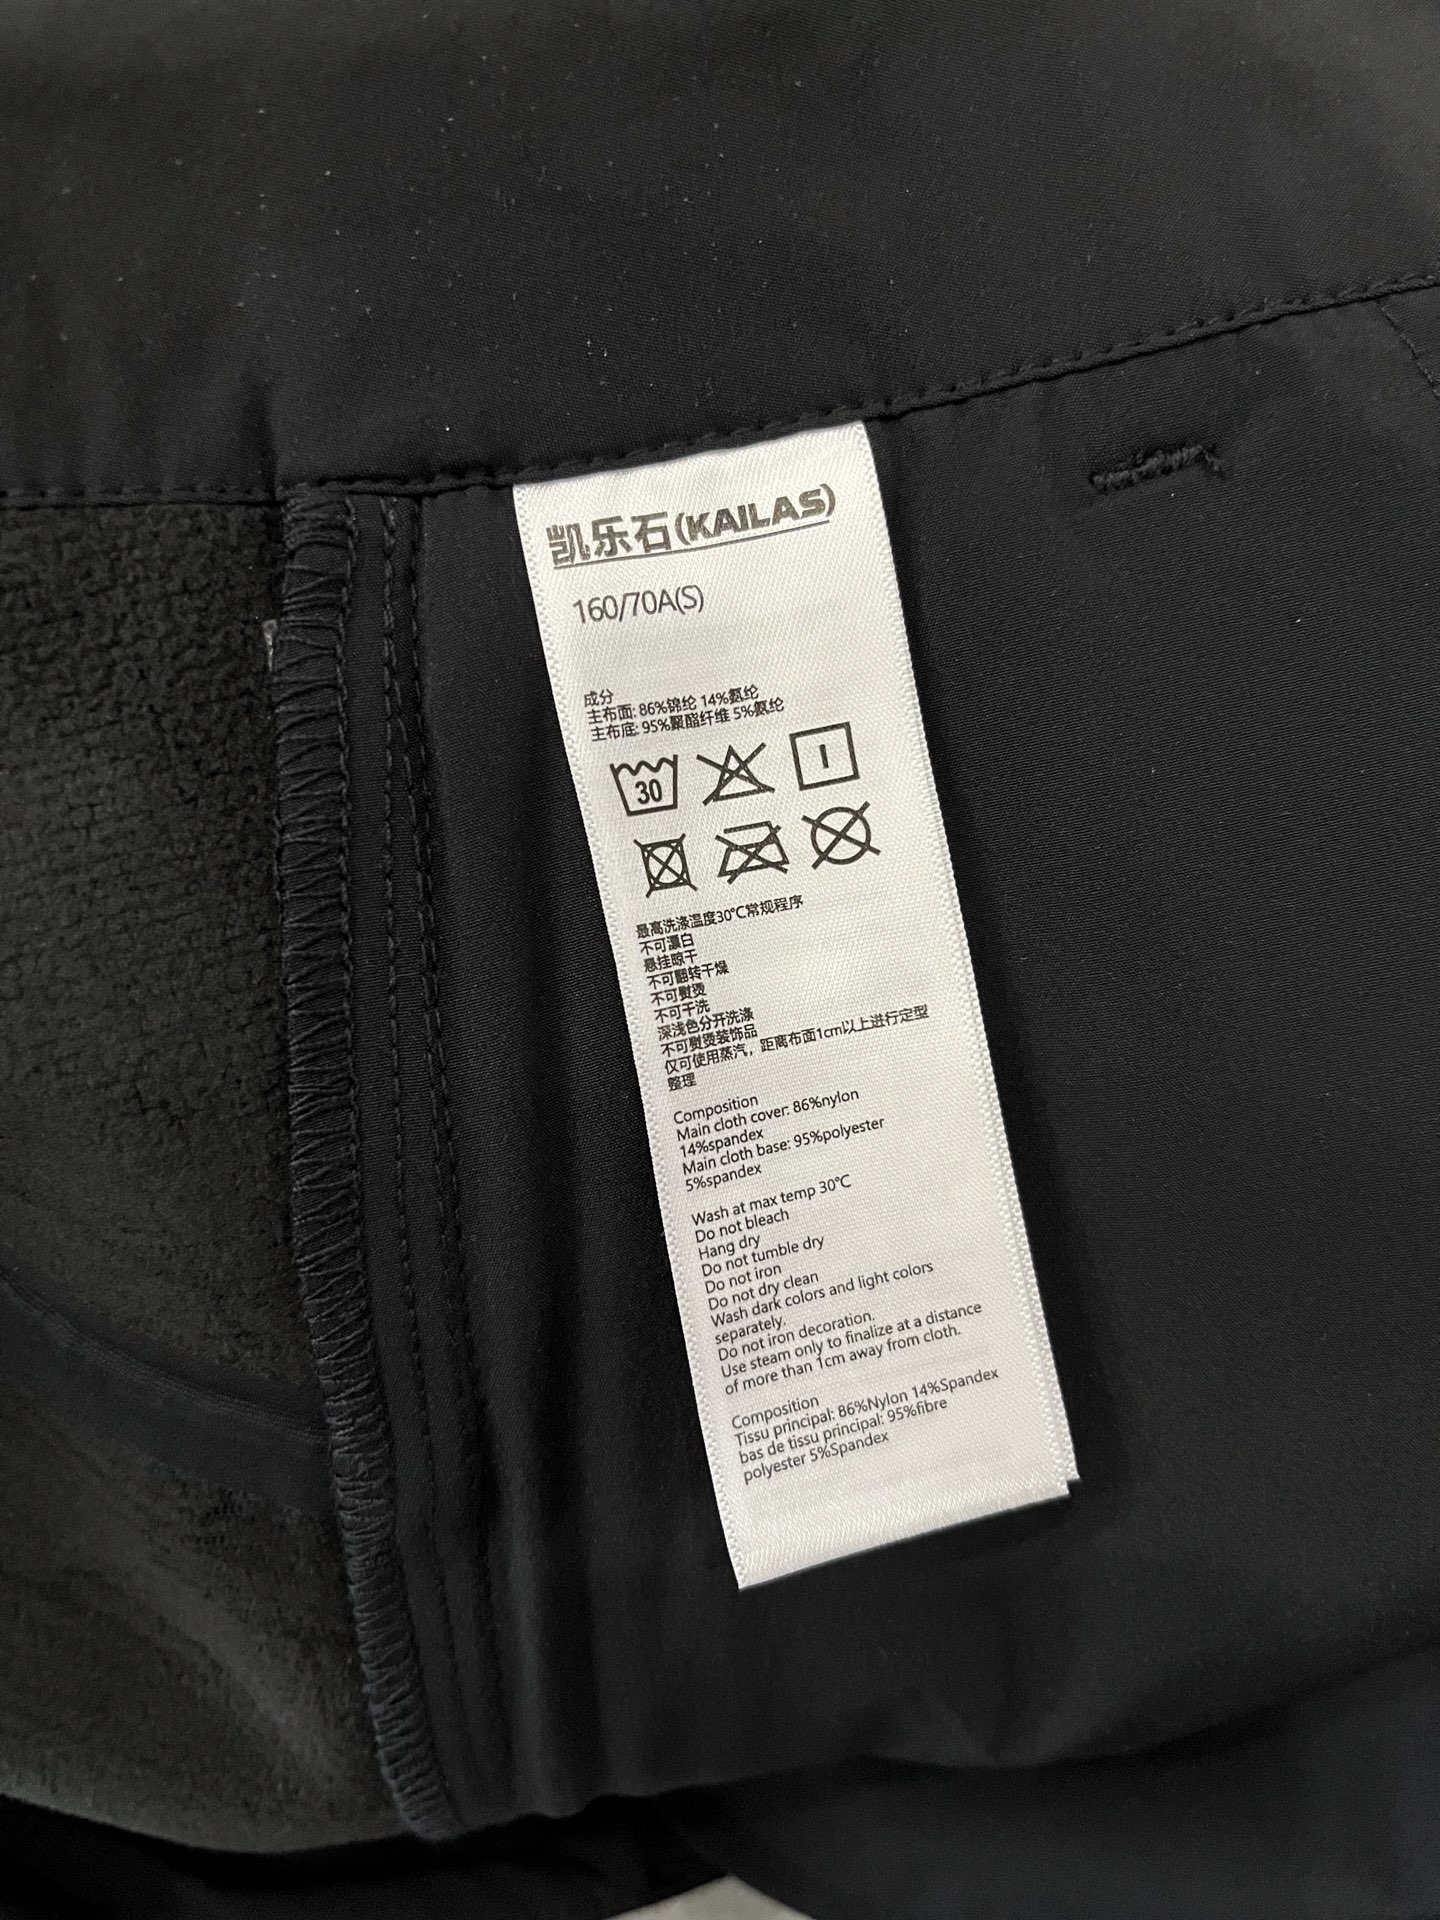 凯乐石(KAILAS)
160/70A(S)
成分
主布面: 86%锦纶 14%氨纶
主布底: 95%聚酯纤维 5%氨纶
30
最高洗涤温度30℃常规程序
不可漂白
悬挂晾干
不可翻转干燥
不可熨烫
不可干洗
深浅色分开洗涤
不可熨烫装饰品
仅可使用蒸汽，距离布面1cm以上进行定型
整理
Composition
Main cloth cover: 86%nylon
14%spandex
Main cloth base: 95%polyester
5%spandex
Wash at max temp 30℃
Do not bleach
Hang dry
Do not tumble dry
Do not iron
Do not dry clean
Wash dark colors and light colors
separately.
Do not iron decoration.
Use steam only to finalize at a distance
of more than 1cm away from cloth.
Composition
Tissu principal: 86%Nylon 14%Spandex
bas de tissu principal: 95%fibre
polyester 5%Spandex